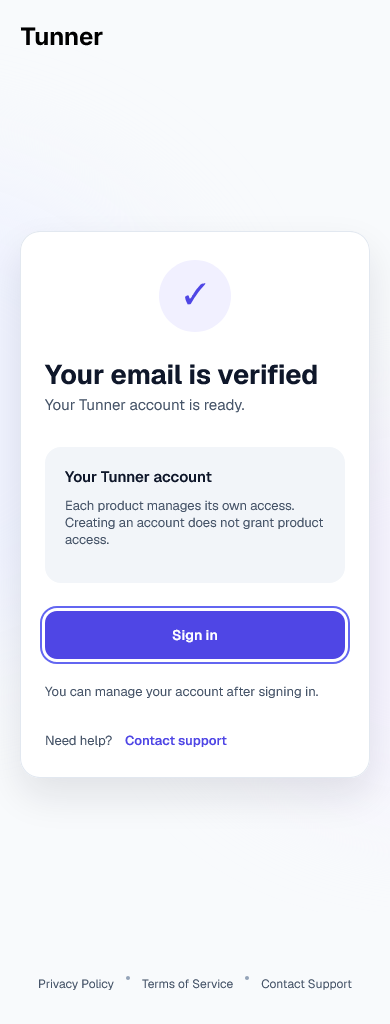 Tunner
✓
Your email is verified
Your Tunner account is ready.
Your Tunner account
Each product manages its own access.
Creating an account does not grant product
access.
Sign in
You can manage your account after signing in.
Need help? Contact support
Privacy Policy • Terms of Service • Contact Support